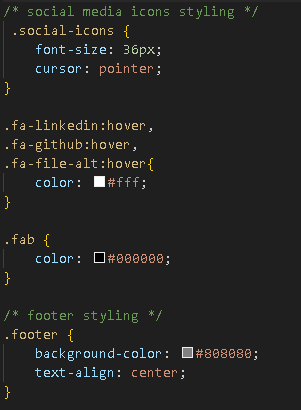 /* social media icons styling */
.social-icons {
font-size: 36px;
cursor: pointer;
}
.fa-linkedin:hover,
.fa-github:hover,
.fa-file-alt:hover{
color: #fff;
}
.fab {
color: #000000;
}
/* footer styling */
.footer {
background-color: #808080;
text-align: center;
}